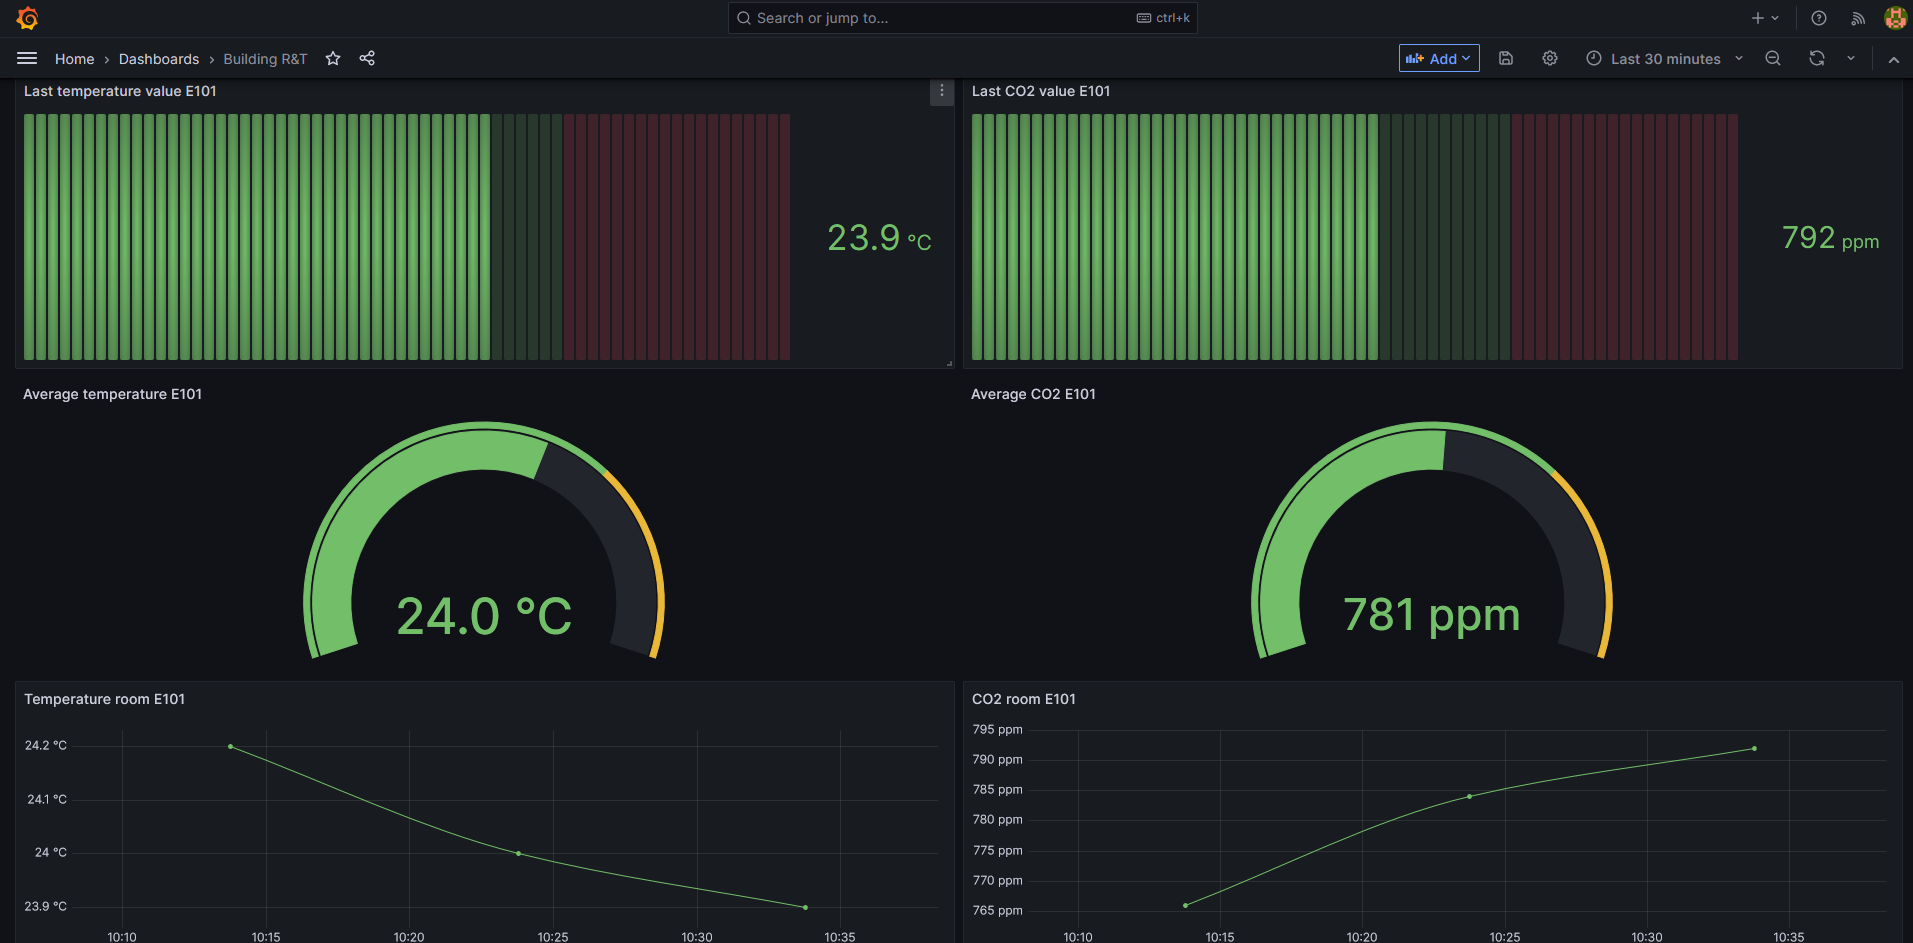 Search or jump to... ctrl+k
Home › Dashboards › Building R&T Add Last 30 minutes
Last temperature value E101
23.9 °C
Last CO2 value E101
792 ppm
Average temperature E101
24.0 °C
Average CO2 E101
781 ppm
Temperature room E101
24.2 °C
24.1 °C
24 °C
23.9 °C
10:10 10:15 10:20 10:25 10:30 10:35
CO2 room E101
795 ppm
790 ppm
785 ppm
780 ppm
775 ppm
770 ppm
765 ppm
10:10 10:15 10:20 10:25 10:30 10:35